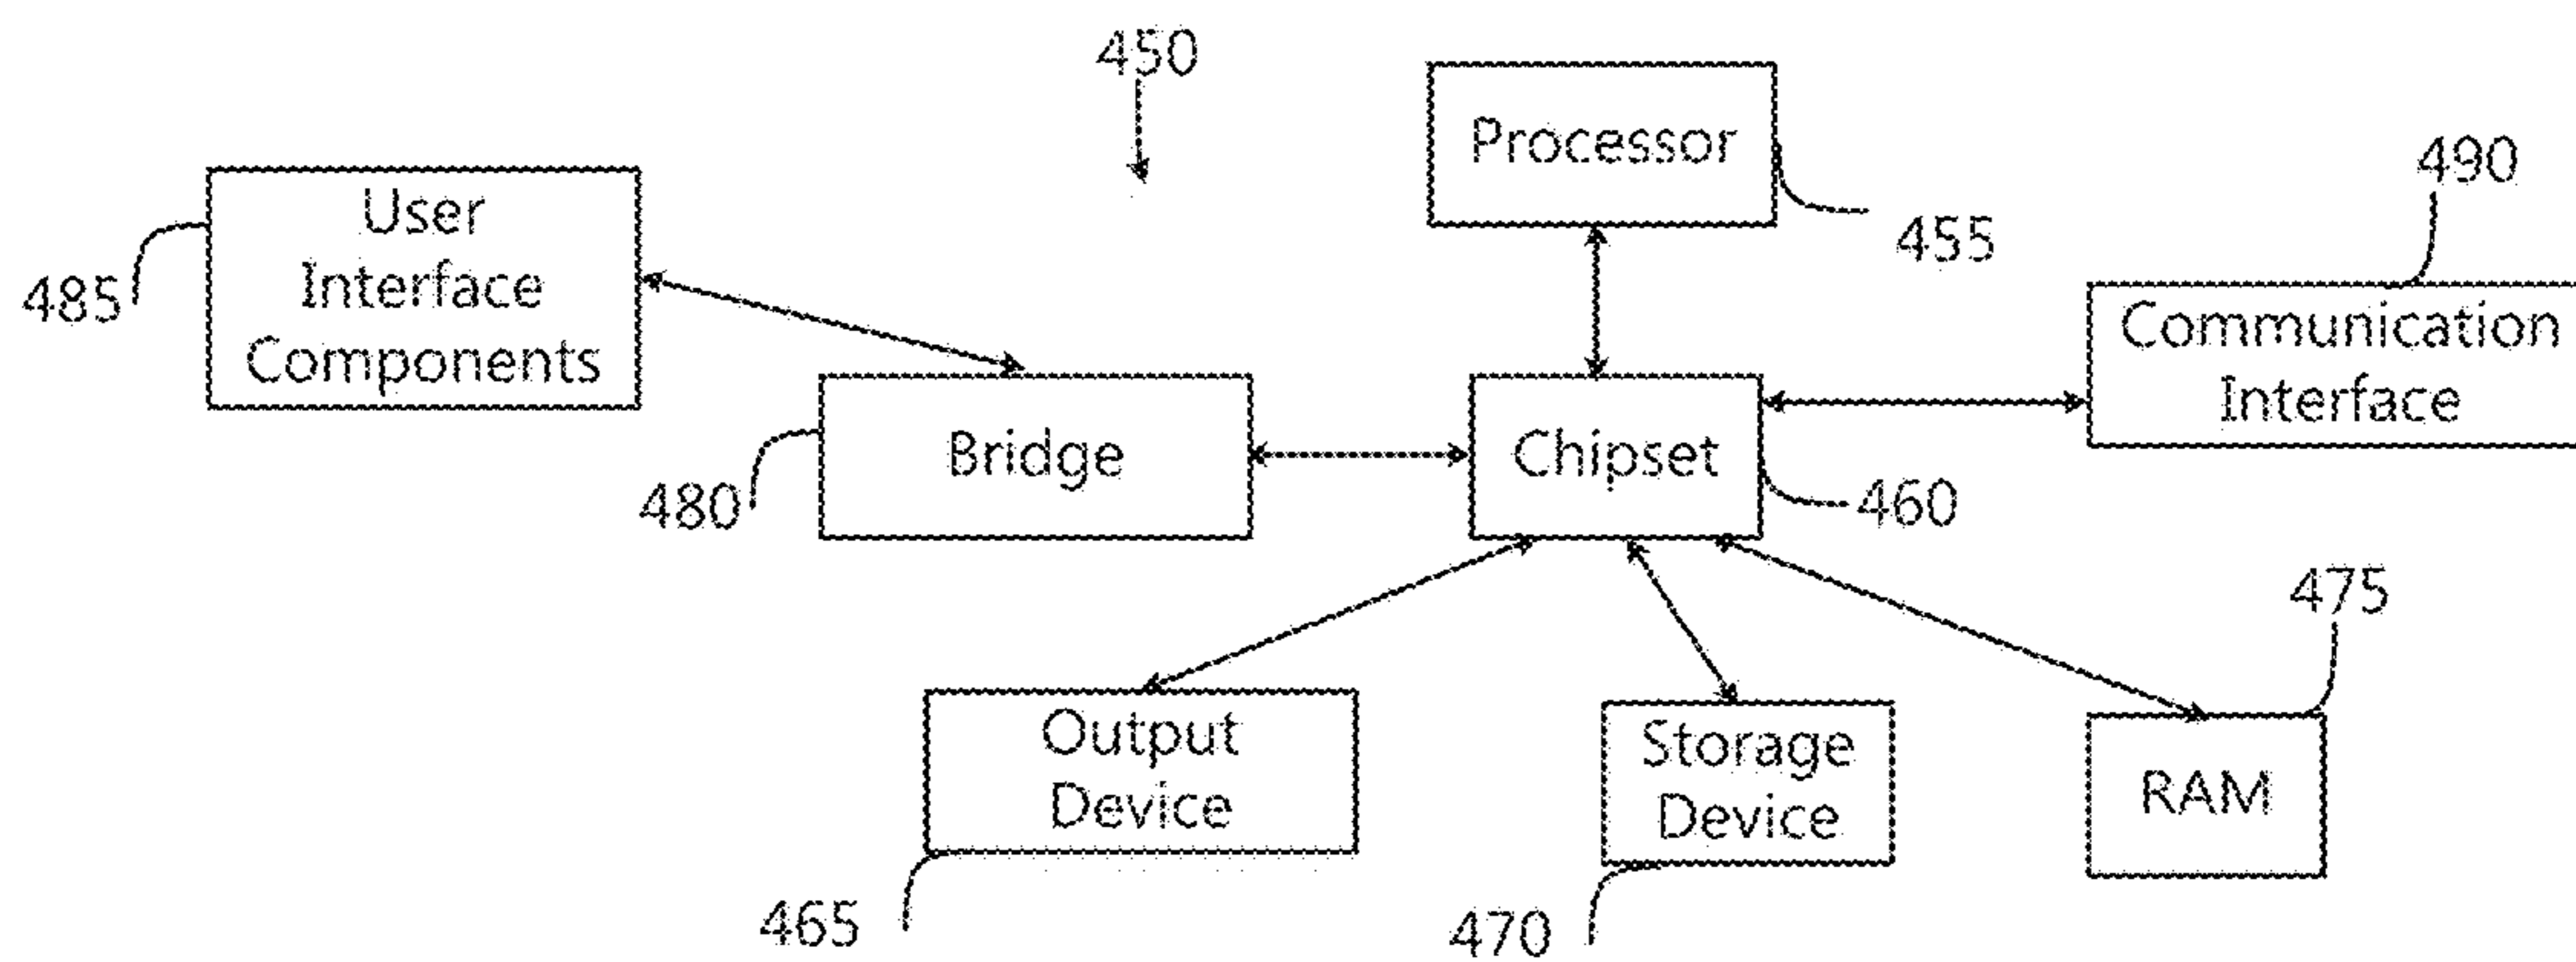 450
Processor
490
User
Interface
Components
455
485
Communication
Interface
Bridge
Chipset
480
460
475
Output
Device
Storage
Device
RAM
465
470